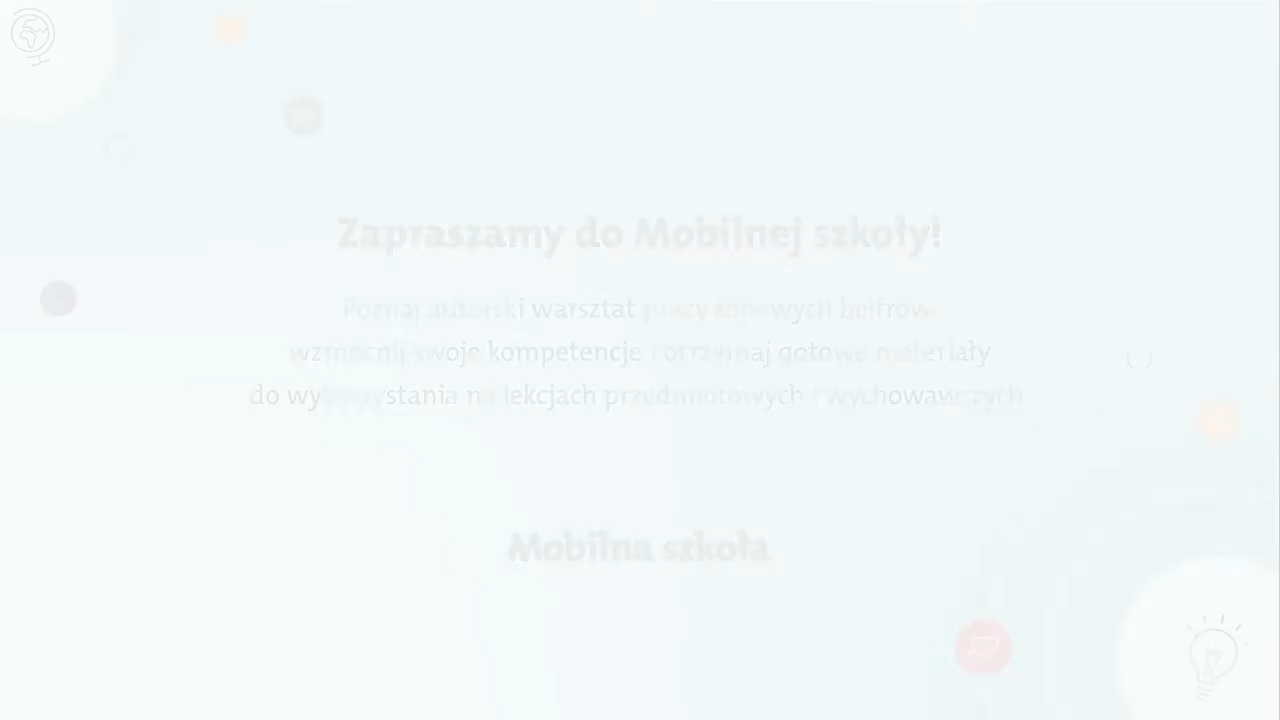 Zapraszamy do Mobilnej szkoły!
Poznaj autorski warsztat pracy topowych belfrów,
wzmocnij swoje kompetencje i otrzymaj gotowe materiały
do wykorzystania na lekcjach przedmiotowych i wychowawczych
Mobilna szkoła